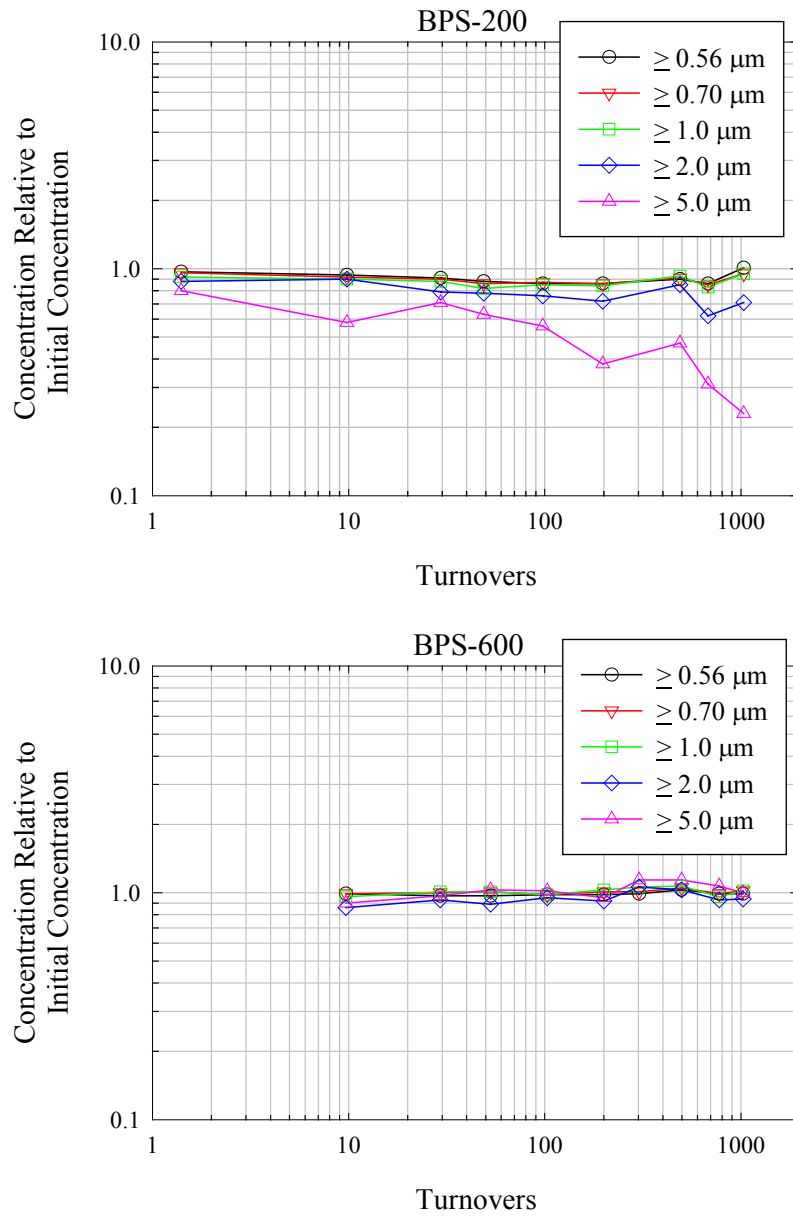 BPS-200
≥ 0.56 μm
≥ 0.70 μm
≥ 1.0 μm
≥ 2.0 μm
≥ 5.0 μm
Concentration Relative to
Initial Concentration
10.0
1.0
0.1
1 10 100 1000
Turnovers
BPS-600
≥ 0.56 μm
≥ 0.70 μm
≥ 1.0 μm
≥ 2.0 μm
≥ 5.0 μm
Concentration Relative to
Initial Concentration
10.0
1.0
0.1
1 10 100 1000
Turnovers